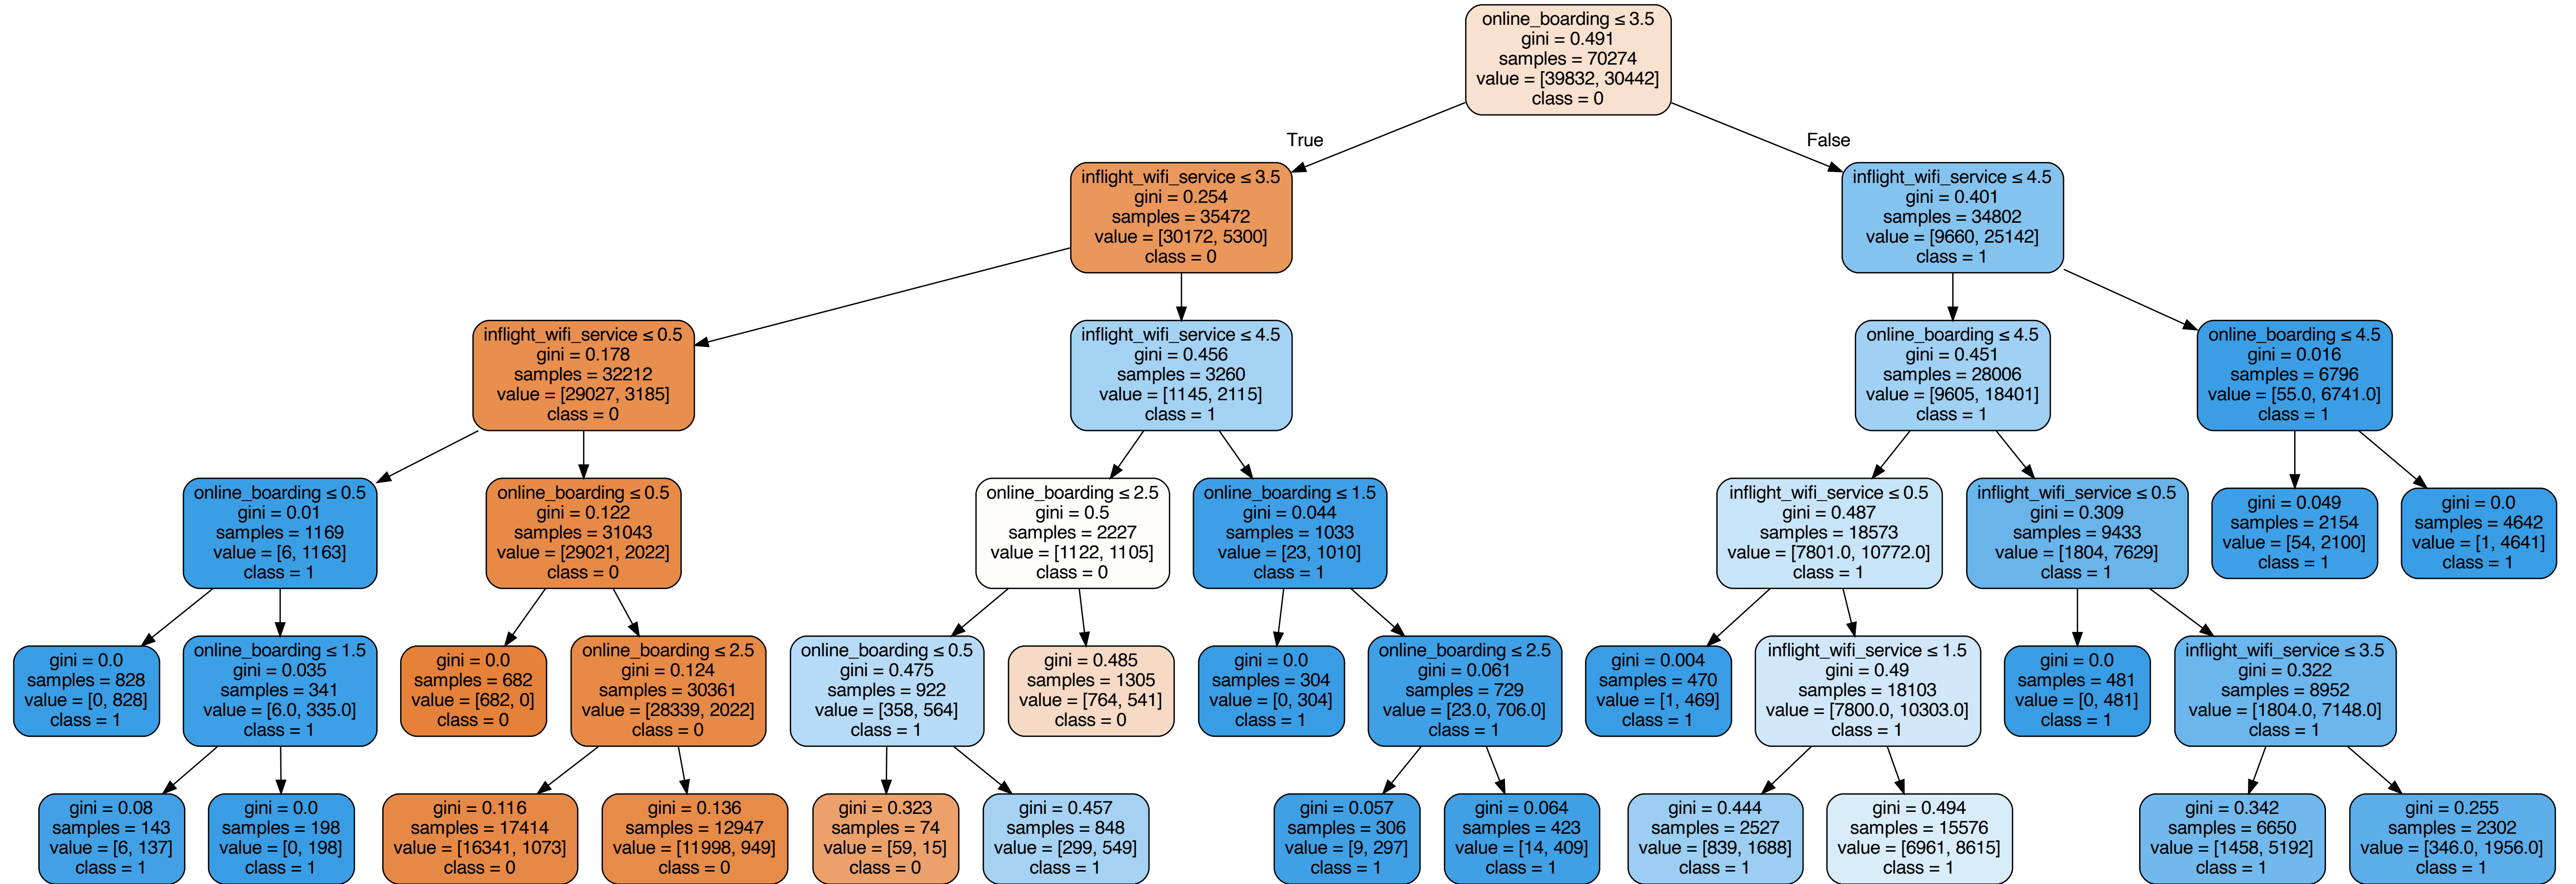 online_boarding ≤ 3.5
gini = 0.491
samples = 70274
value = [39832, 30442]
class = 0
True
False
inflight_wifi_service ≤ 3.5
gini = 0.254
samples = 35472
value = [30172, 5300]
class = 0
inflight_wifi_service ≤ 4.5
gini = 0.401
samples = 34802
value = [9660, 25142]
class = 1
inflight_wifi_service ≤ 0.5
gini = 0.178
samples = 32212
value = [29027, 3185]
class = 0
inflight_wifi_service ≤ 4.5
gini = 0.456
samples = 3260
value = [1145, 2115]
class = 1
online_boarding ≤ 4.5
gini = 0.451
samples = 28006
value = [9605, 18401]
class = 1
online_boarding ≤ 4.5
gini = 0.016
samples = 6796
value = [55.0, 6741.0]
class = 1
online_boarding ≤ 0.5
gini = 0.01
samples = 1169
value = [6, 1163]
class = 1
online_boarding ≤ 0.5
gini = 0.122
samples = 31043
value = [29021, 2022]
class = 0
online_boarding ≤ 2.5
gini = 0.5
samples = 2227
value = [1122, 1105]
class = 0
online_boarding ≤ 1.5
gini = 0.044
samples = 1033
value = [23, 1010]
class = 1
inflight_wifi_service ≤ 0.5
gini = 0.487
samples = 18573
value = [7801.0, 10772.0]
class = 1
inflight_wifi_service ≤ 0.5
gini = 0.309
samples = 9433
value = [1804, 7629]
class = 1
gini = 0.049
samples = 2154
value = [54, 2100]
class = 1
gini = 0.0
samples = 4642
value = [1, 4641]
class = 1
gini = 0.0
samples = 828
value = [0, 828]
class = 1
online_boarding ≤ 1.5
gini = 0.035
samples = 341
value = [6.0, 335.0]
class = 1
gini = 0.0
samples = 682
value = [682, 0]
class = 0
online_boarding ≤ 2.5
gini = 0.124
samples = 30361
value = [28339, 2022]
class = 0
online_boarding ≤ 0.5
gini = 0.475
samples = 922
value = [358, 564]
class = 1
gini = 0.485
samples = 1305
value = [764, 541]
class = 0
gini = 0.0
samples = 304
value = [0, 304]
class = 1
online_boarding ≤ 2.5
gini = 0.061
samples = 729
value = [23.0, 706.0]
class = 1
gini = 0.004
samples = 470
value = [1, 469]
class = 1
inflight_wifi_service ≤ 1.5
gini = 0.49
samples = 18103
value = [7800.0, 10303.0]
class = 1
gini = 0.0
samples = 481
value = [0, 481]
class = 1
inflight_wifi_service ≤ 3.5
gini = 0.322
samples = 8952
value = [1804.0, 7148.0]
class = 1
gini = 0.08
samples = 143
value = [6, 137]
class = 1
gini = 0.0
samples = 198
value = [0, 198]
class = 1
gini = 0.116
samples = 17414
value = [16341, 1073]
class = 0
gini = 0.136
samples = 12947
value = [11998, 949]
class = 0
gini = 0.323
samples = 74
value = [59, 15]
class = 0
gini = 0.457
samples = 848
value = [299, 549]
class = 1
gini = 0.057
samples = 306
value = [9, 297]
class = 1
gini = 0.064
samples = 423
value = [14, 409]
class = 1
gini = 0.444
samples = 2527
value = [839, 1688]
class = 1
gini = 0.494
samples = 15576
value = [6961, 8615]
class = 1
gini = 0.342
samples = 6650
value = [1458, 5192]
class = 1
gini = 0.255
samples = 2302
value = [346.0, 1956.0]
class = 1